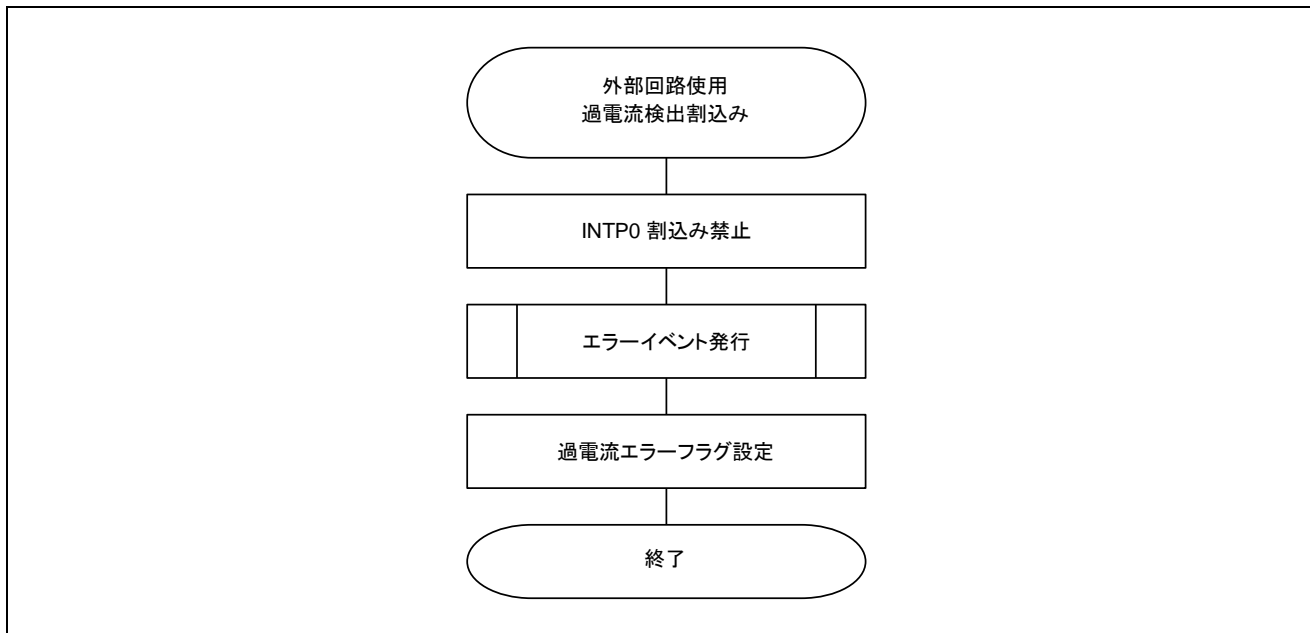 外部回路使用
過電流検出割込み
INTP0 割込み禁止
エラーイベント発行
過電流エラーフラグ設定
終了